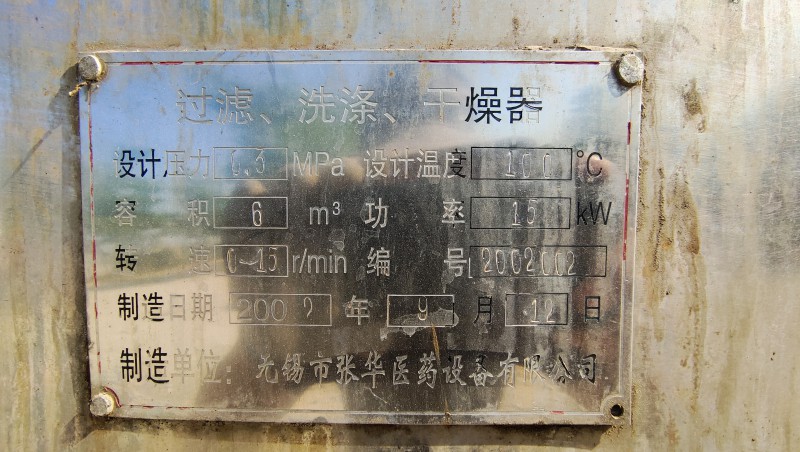 过滤、洗涤、干燥器
设计压力 0.3 MPa 设计温度 100 °C
容积 6 m³ 功率 15 kW
转速 0~15 r/min 编号 2002002
制造日期 200 年 9 月 12 日
制造单位：无锡市张华医药设备有限公司